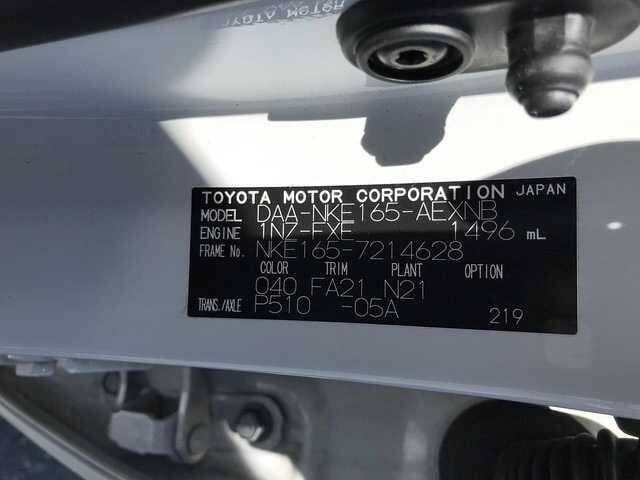 TOYOTA MOTOR CORPORATION JAPAN
MODEL DAA-NKE165-AEXNB
ENGINE 1NZ-FXE 1496 mL
FRAME No. NKE165-7214628
COLOR TRIM PLANT OPTION
040 FA21 N21
TRANS./AXLE P510 -05A
219